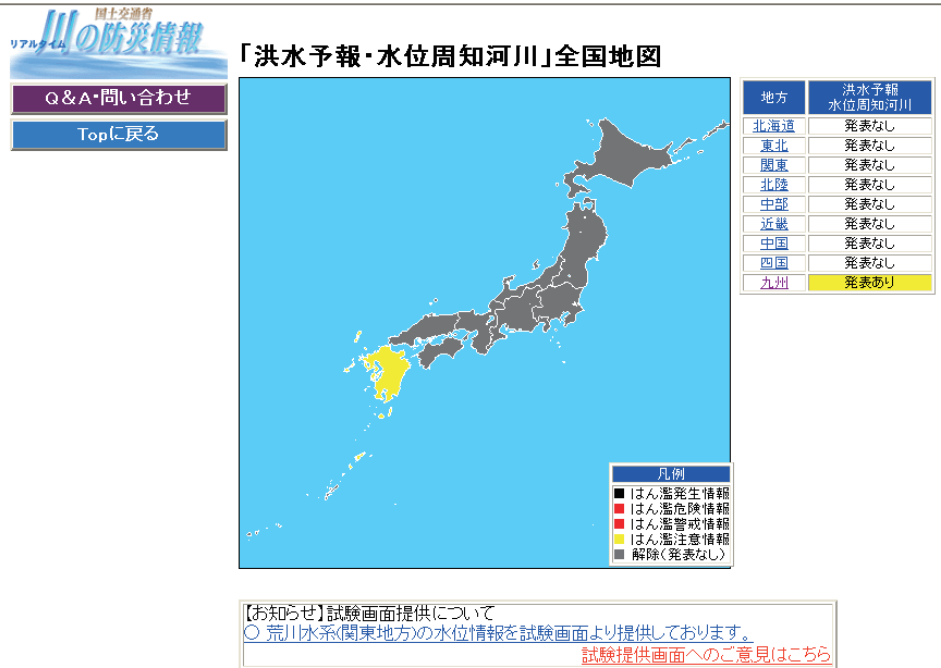 国土交通省
リアルタイム 川の防災情報
Q&A・問い合わせ
Topに戻る
「洪水予報・水位周知河川」全国地図
地方 洪水予報 水位周知河川
北海道 発表なし
東北 発表なし
関東 発表なし
北陸 発表なし
中部 発表なし
近畿 発表なし
中国 発表なし
四国 発表なし
九州 発表あり
凡例
はん濫発生情報
はん濫危険情報
はん濫警戒情報
はん濫注意情報
解除(発表なし)
【お知らせ】試験画面提供について
○ 荒川水系(関東地方)の水位情報を試験画面より提供しております。
試験提供画面へのご意見はこちら